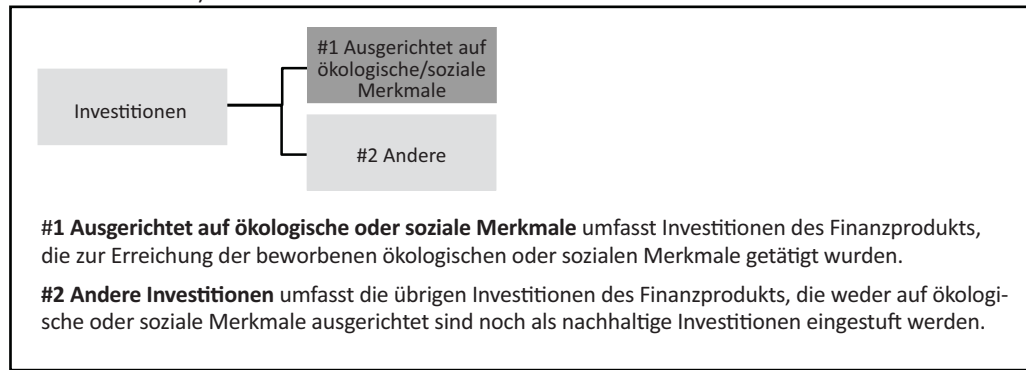 #1 Ausgerichtet auf
ökologische/soziale
Merkmale
Investitionen
#2 Andere
#1 Ausgerichtet auf ökologische oder soziale Merkmale umfasst Investitionen des Finanzprodukts,
die zur Erreichung der beworbenen ökologischen oder sozialen Merkmale getätigt wurden.
#2 Andere Investitionen umfasst die übrigen Investitionen des Finanzprodukts, die weder auf ökologi-
sche oder soziale Merkmale ausgerichtet sind noch als nachhaltige Investitionen eingestuft werden.